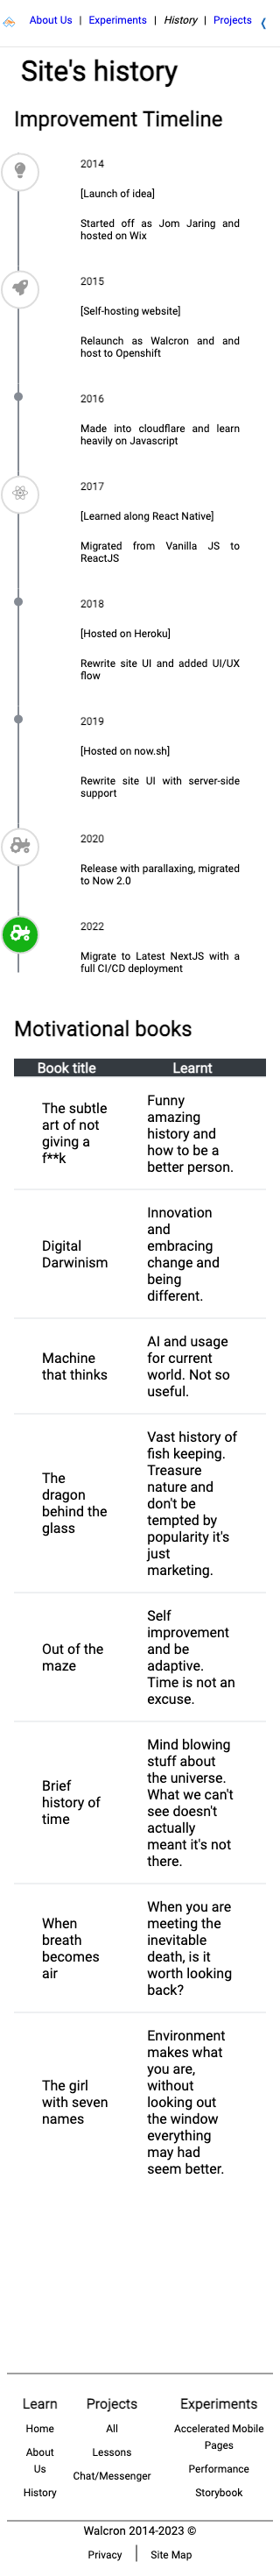 About Us | Experiments | History | Projects
Site's history
Improvement Timeline
2014
[Launch of idea]
Started off as Jom Jaring and
hosted on Wix
2015
[Self-hosting website]
Relaunch as Walcron and and
host to Openshift
2016
Made into cloudflare and learn
heavily on Javascript
2017
[Learned along React Native]
Migrated from Vanilla JS to
ReactJS
2018
[Hosted on Heroku]
Rewrite site UI and added UI/UX
flow
2019
[Hosted on now.sh]
Rewrite site UI with server-side
support
2020
Release with parallaxing, migrated
to Now 2.0
2022
Migrate to Latest NextJS with a
full CI/CD deployment
Motivational books
Book title Learnt
The subtle
art of not
giving a
f**k
Funny
amazing
history and
how to be a
better person.
Digital
Darwinism
Innovation
and
embracing
change and
being
different.
Machine
that thinks
AI and usage
for current
world. Not so
useful.
The
dragon
behind the
glass
Vast history of
fish keeping.
Treasure
nature and
don't be
tempted by
popularity it's
just
marketing.
Out of the
maze
Self
improvement
and be
adaptive.
Time is not an
excuse.
Brief
history of
time
Mind blowing
stuff about
the universe.
What we can't
see doesn't
actually
meant it's not
there.
When
breath
becomes
air
When you are
meeting the
inevitable
death, is it
worth looking
back?
The girl
with seven
names
Environment
makes what
you are,
without
looking out
the window
everything
may had
seem better.
Learn
Home
About
Us
History
Projects
All
Lessons
Chat/Messenger
Experiments
Accelerated Mobile
Pages
Performance
Storybook
Walcron 2014-2023 ©
Privacy | Site Map